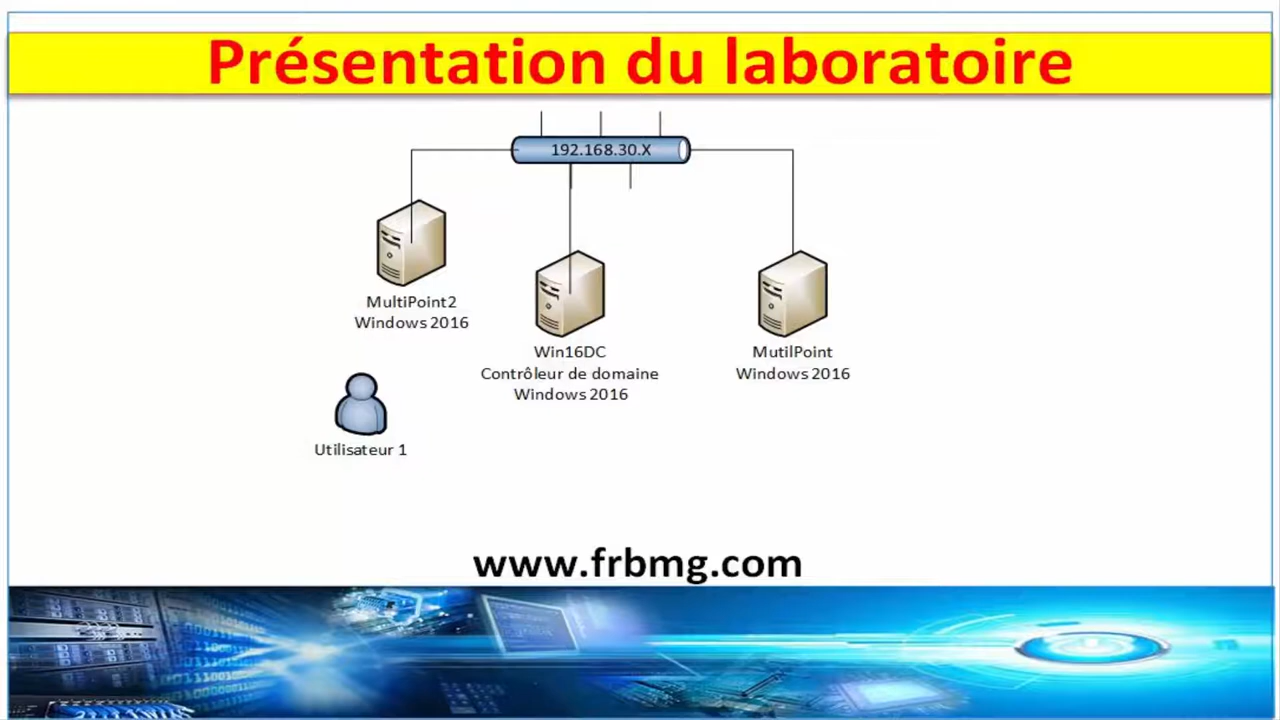 Présentation du laboratoire
192.168.30.X
MultiPoint2
Windows 2016
Win16DC
Contrôleur de domaine
Windows 2016
MutilPoint
Windows 2016
Utilisateur 1
www.frbmg.com